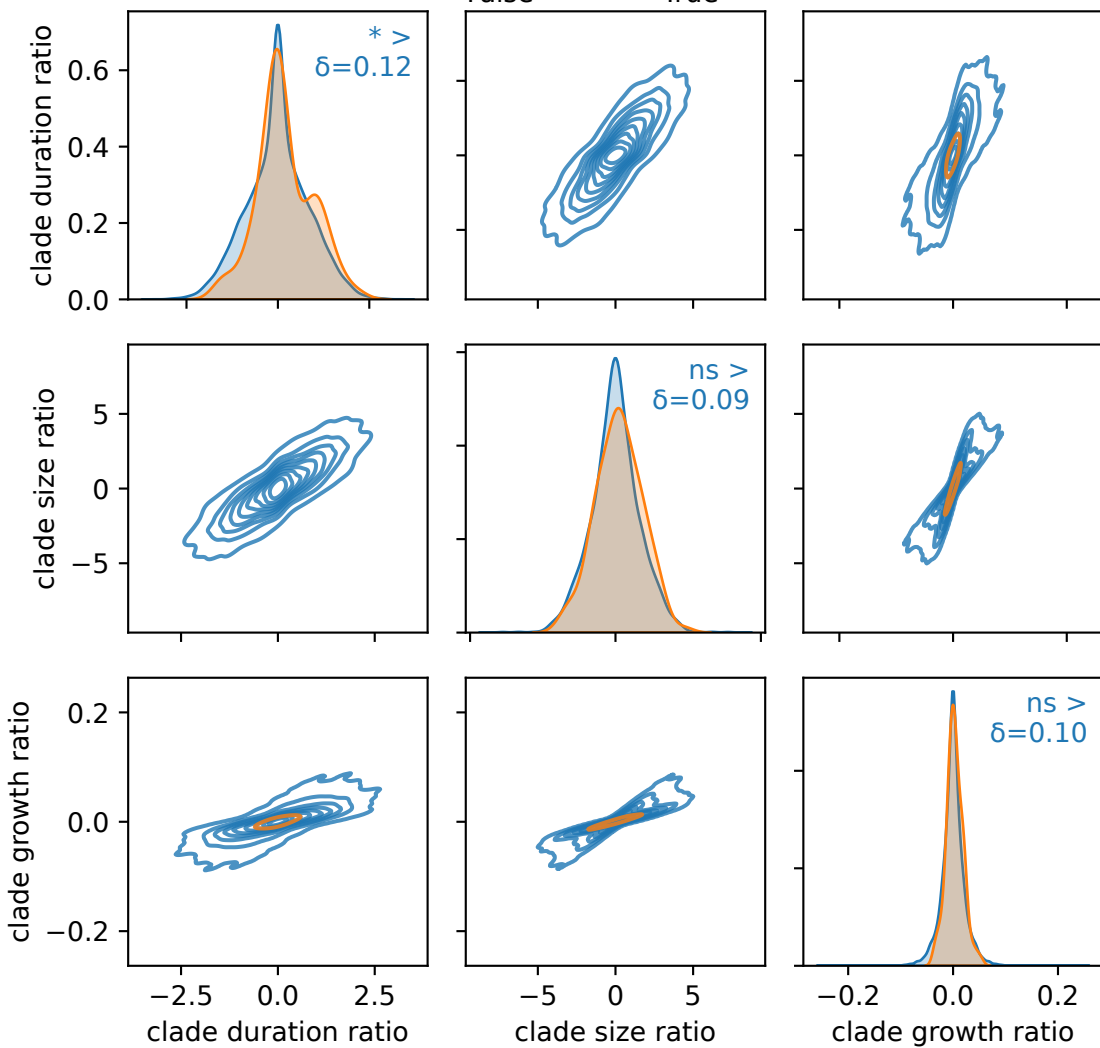 * >
δ=0.12
clade duration ratio
0.6
0.4
0.2
0.0
ns >
δ=0.09
clade size ratio
5
0
−5
ns >
δ=0.10
clade growth ratio
0.2
0.0
−0.2
−2.5 0.0 2.5
−5 0 5
−0.2 0.0 0.2
clade duration ratio
clade size ratio
clade growth ratio